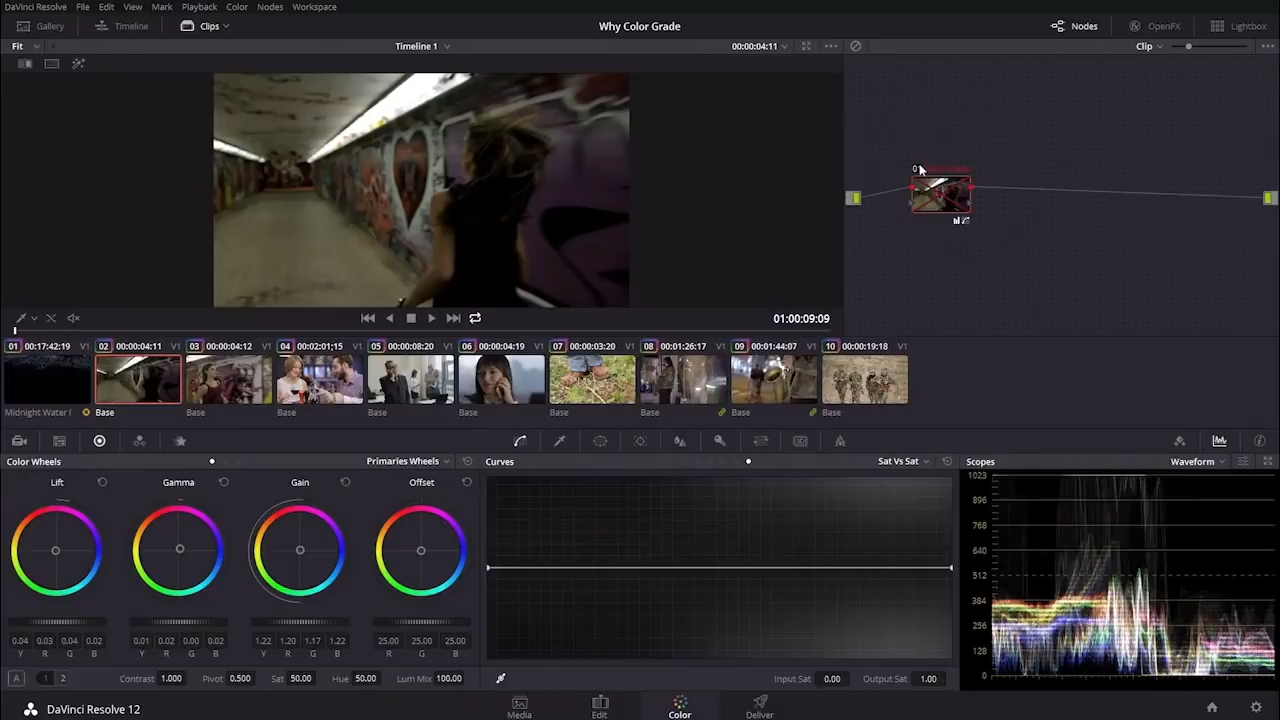 DaVinci Resolve File Edit View Mark Playback Color Nodes Workspace
Gallery Timeline Clips Why Color Grade Nodes OpenFX Lightbox
Fit Timeline 1 00:00:04:11 Clip
01:00:09:09
01 00:17:42:19 V1 02 00:00:04:11 V1 03 00:00:04:12 V1 04 00:02:01;15 V1 05 00:00:08:20 V1 06 00:00:04:19 V1 07 00:00:03:20 V1 08 00:01:26:17 V1 09 00:01:44:07 V1 10 00:00:19:18 V1
Midnight Water Base Base Base Base Base Base Base Base Base
Color Wheels Primaries Wheels Curves Sat Vs Sat Scopes Waveform
Lift Gamma Gain Offset
1023
896
768
640
512
384
256
128
0
0.04 0.03 0.04 0.02 0.01 0.02 0.00 0.02 1.22 1.20 1.17 1.22 25.00 25.00 25.00
Y R G B Y R G B Y R G B R G B
A 1 2 Contrast 1.000 Pivot 0.500 Sat 50.00 Hue 50.00 Lum Mix 100.00 Input Sat 0.00 Output Sat 1.00
DaVinci Resolve 12 Media Edit Color Deliver